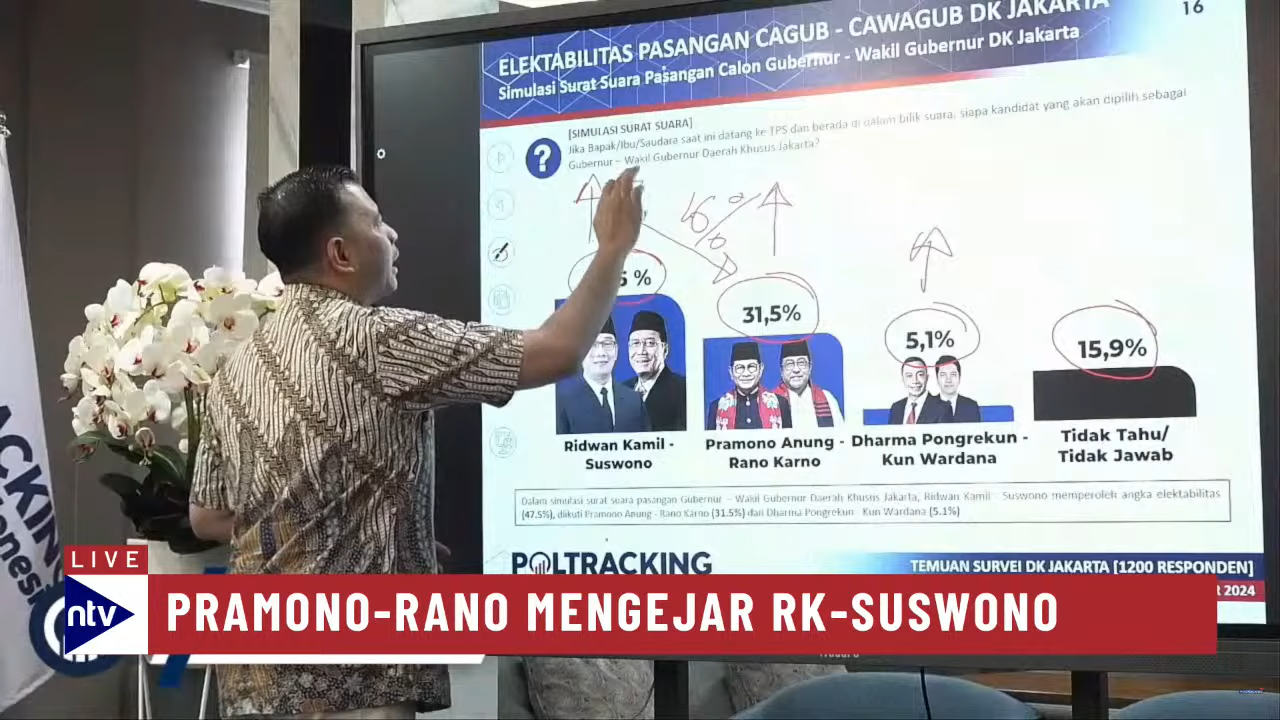 16
ELEKTABILITAS PASANGAN CAGUB - CAWAGUB DK JAKARTA
Simulasi Surat Suara Pasangan Calon Gubernur - Wakil Gubernur DK Jakarta
?
[SIMULASI SURAT SUARA]
Jika Bapak/Ibu/Saudara saat ini datang ke TPS dan berada di dalam bilik suara, siapa kandidat yang akan dipilih sebagai
Gubernur – Wakil Gubernur Daerah Khusus Jakarta?
16%
%
31,5%
5,1%
15,9%
Ridwan Kamil -
Suswono
Pramono Anung -
Rano Karno
Dharma Pongrekun -
Kun Wardana
Tidak Tahu/
Tidak Jawab
Dalam simulasi surat suara pasangan Gubernur – Wakil Gubernur Daerah Khusus Jakarta, Ridwan Kamil - Suswono memperoleh angka elektabilitas
(47.5%), diikuti Pramono Anung - Rano Karno (31.5%) dan Dharma Pongrekun - Kun Wardana (5.1%)
POLTRACKING
TEMUAN SURVEI DK JAKARTA [1200 RESPONDEN]
2024
ACKING
LIVE
ntv
PRAMONO-RANO MENGEJAR RK-SUSWONO